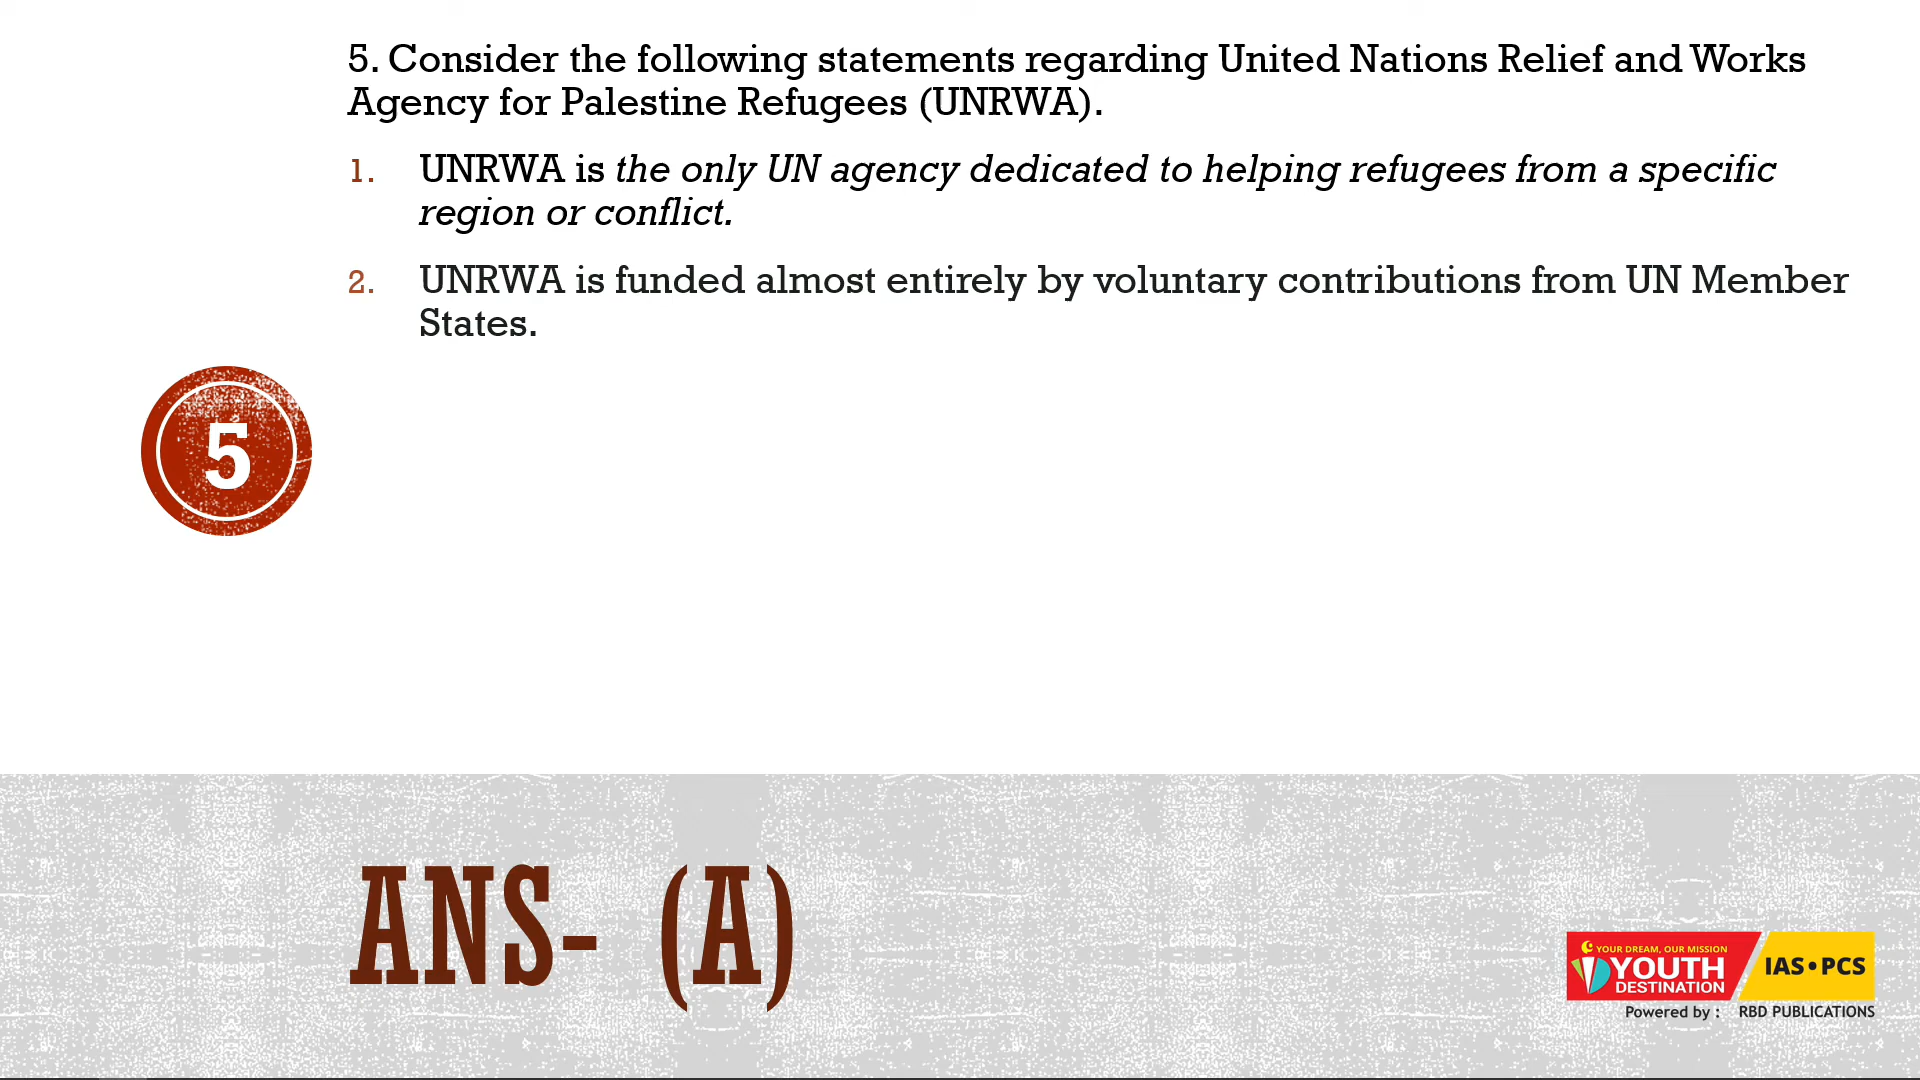 5. Consider the following statements regarding United Nations Relief and Works
Agency for Palestine Refugees (UNRWA).
1. UNRWA is the only UN agency dedicated to helping refugees from a specific
region or conflict.
2. UNRWA is funded almost entirely by voluntary contributions from UN Member
States.
5
ANS- (A)
YOUR DREAM, OUR MISSION
YOUTH
DESTINATION
IAS•PCS
Powered by : RBD PUBLICATIONS